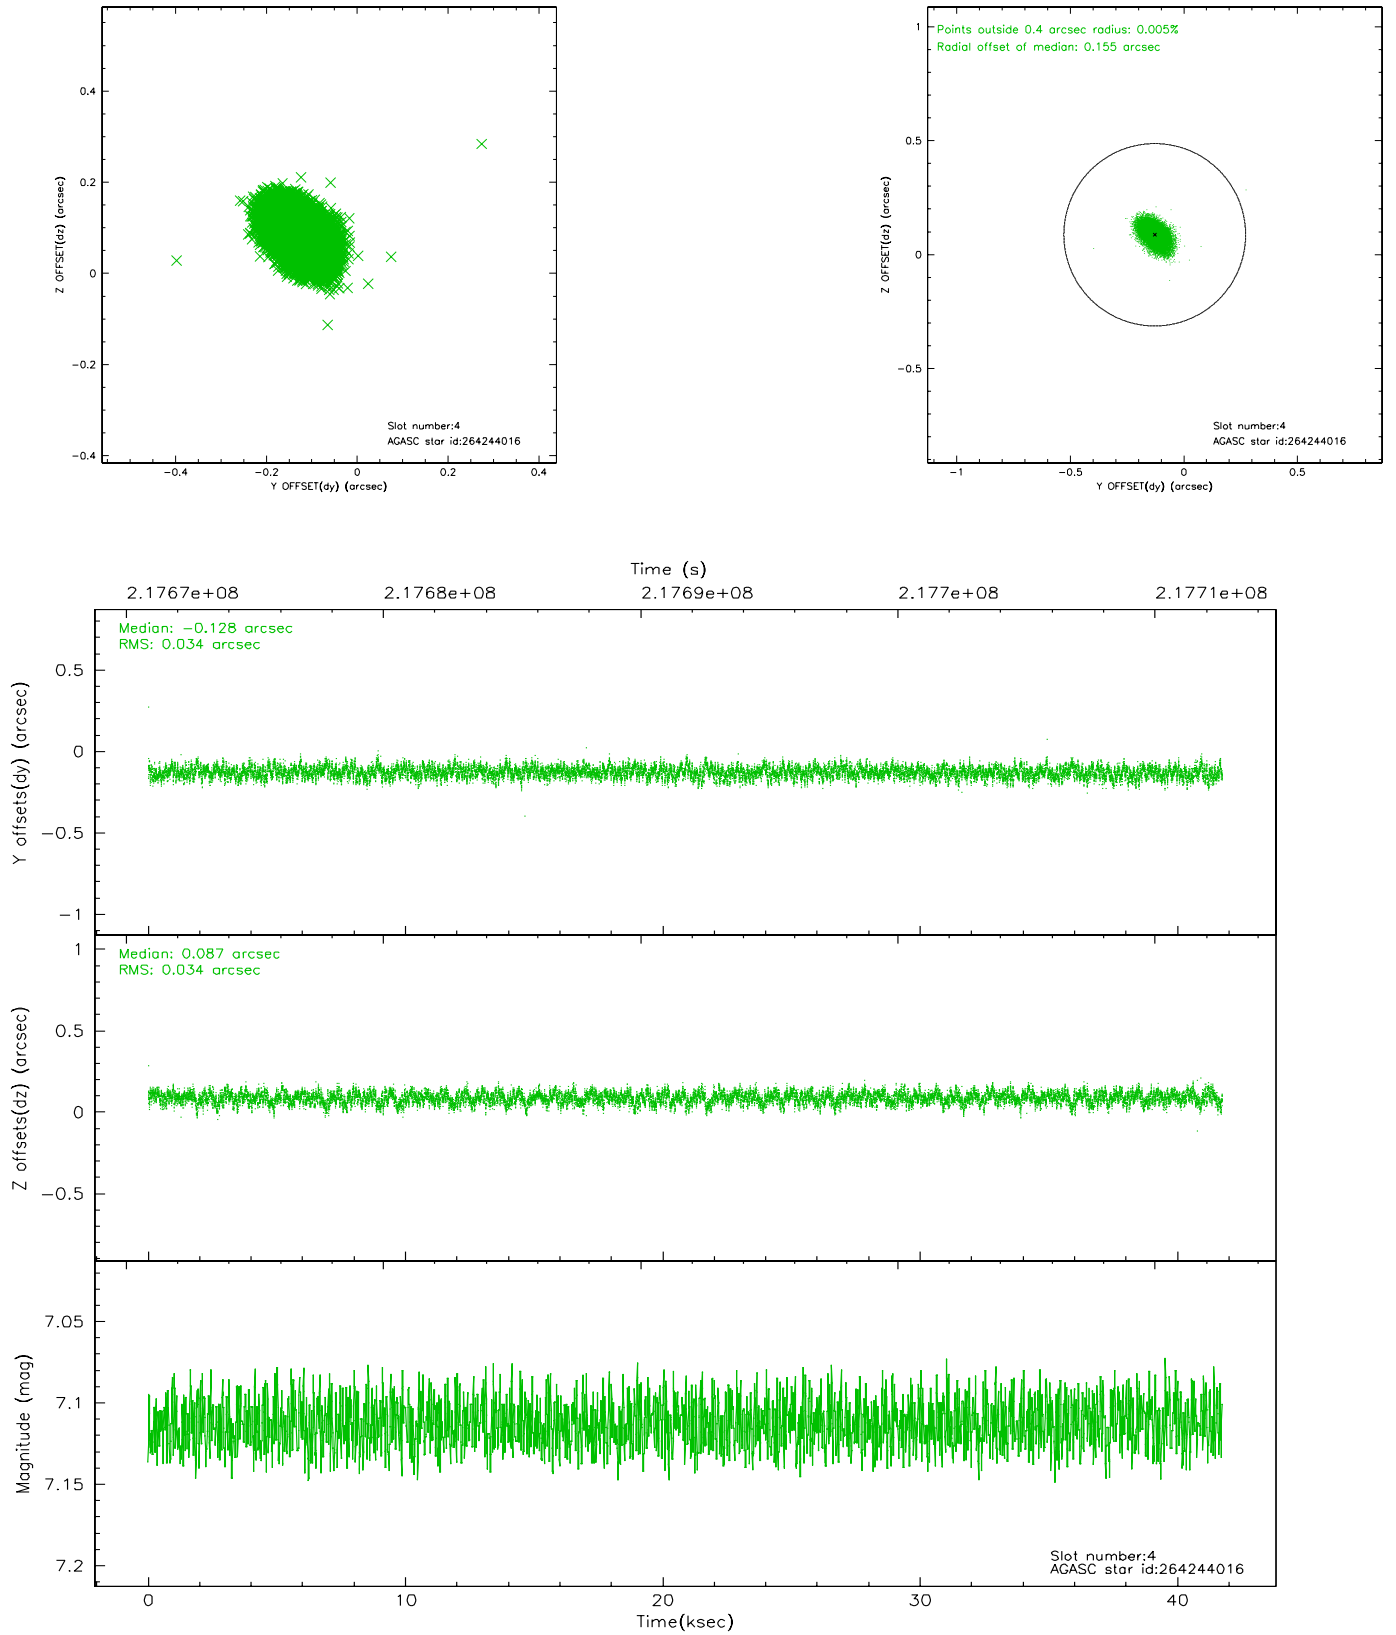 0.4
0.2
0
−0.2
−0.4
Z OFFSET(dz) (arcsec)
Slot number:4
AGASC star id:264244016
−0.4
−0.2
0
0.2
0.4
Y OFFSET(dy) (arcsec)
Points outside 0.4 arcsec radius: 0.005%
Radial offset of median: 0.155 arcsec
1
0.5
0
−0.5
Z OFFSET(dz) (arcsec)
Slot number:4
AGASC star id:264244016
−1
−0.5
0
0.5
Y OFFSET(dy) (arcsec)
Time (s)
2.1767e+08
2.1768e+08
2.1769e+08
2.177e+08
2.1771e+08
Median: −0.128 arcsec
RMS: 0.034 arcsec
0.5
0
−0.5
−1
Y offsets(dy) (arcsec)
Median: 0.087 arcsec
RMS: 0.034 arcsec
1
0.5
0
−0.5
Z offsets(dz) (arcsec)
7.05
7.1
7.15
7.2
Magnitude (mag)
Slot number:4
AGASC star id:264244016
0
10
20
30
40
Time(ksec)